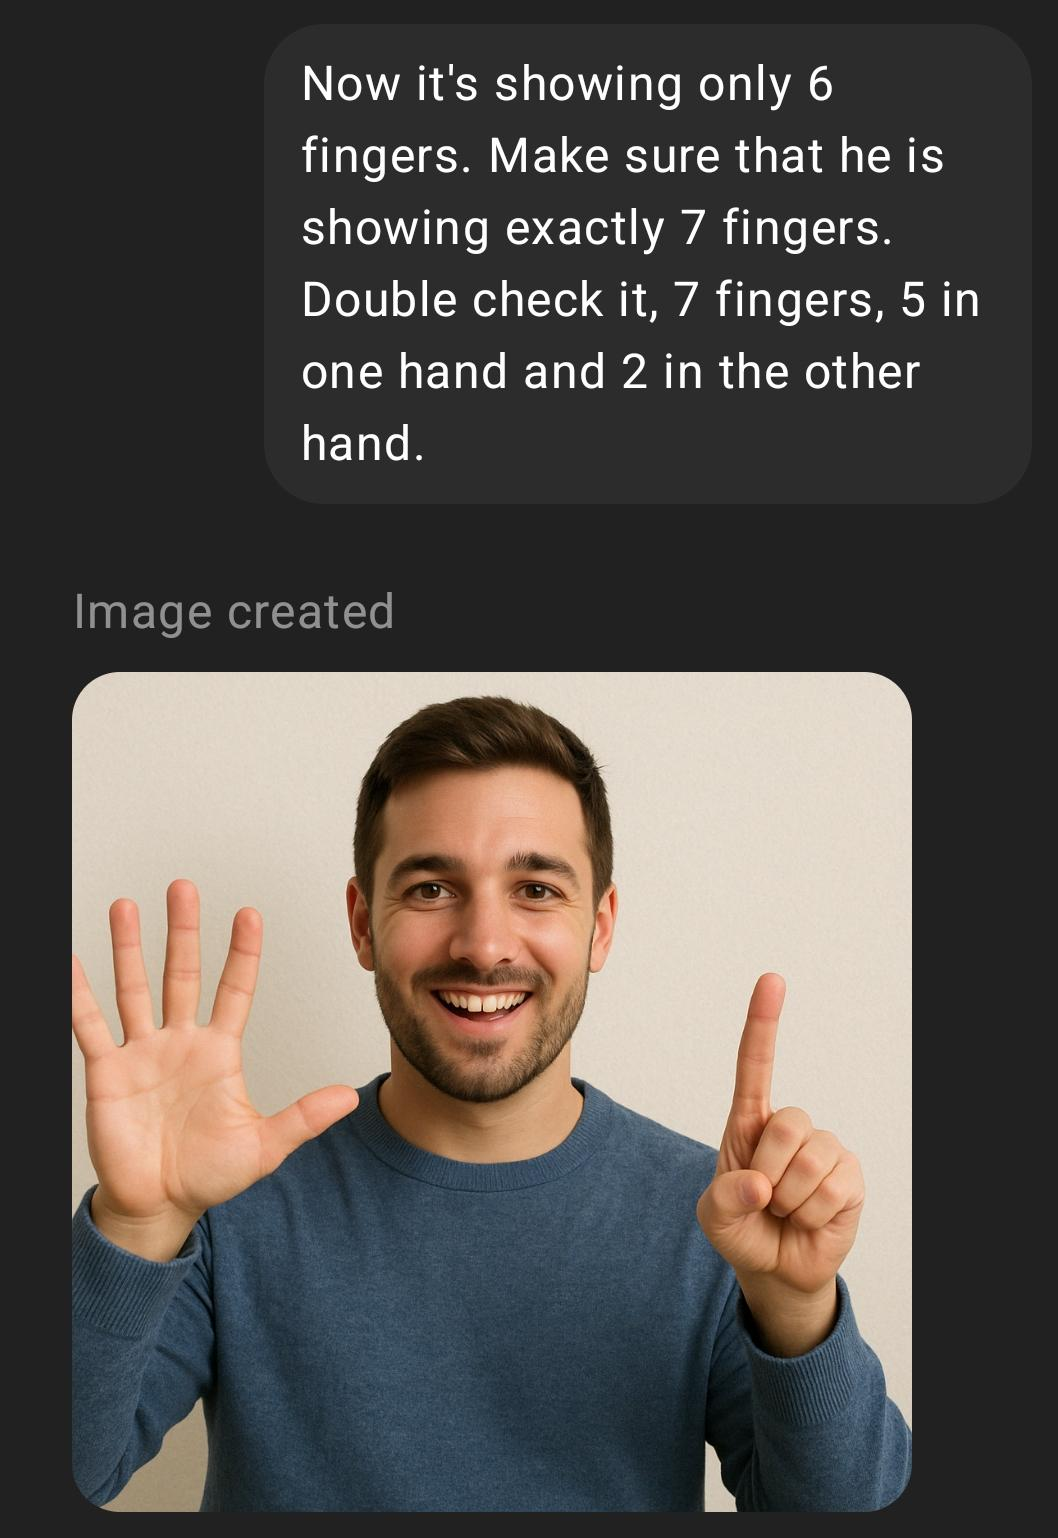 Now it's showing only 6
fingers. Make sure that he is
showing exactly 7 fingers.
Double check it, 7 fingers, 5 in
one hand and 2 in the other
hand.
Image created